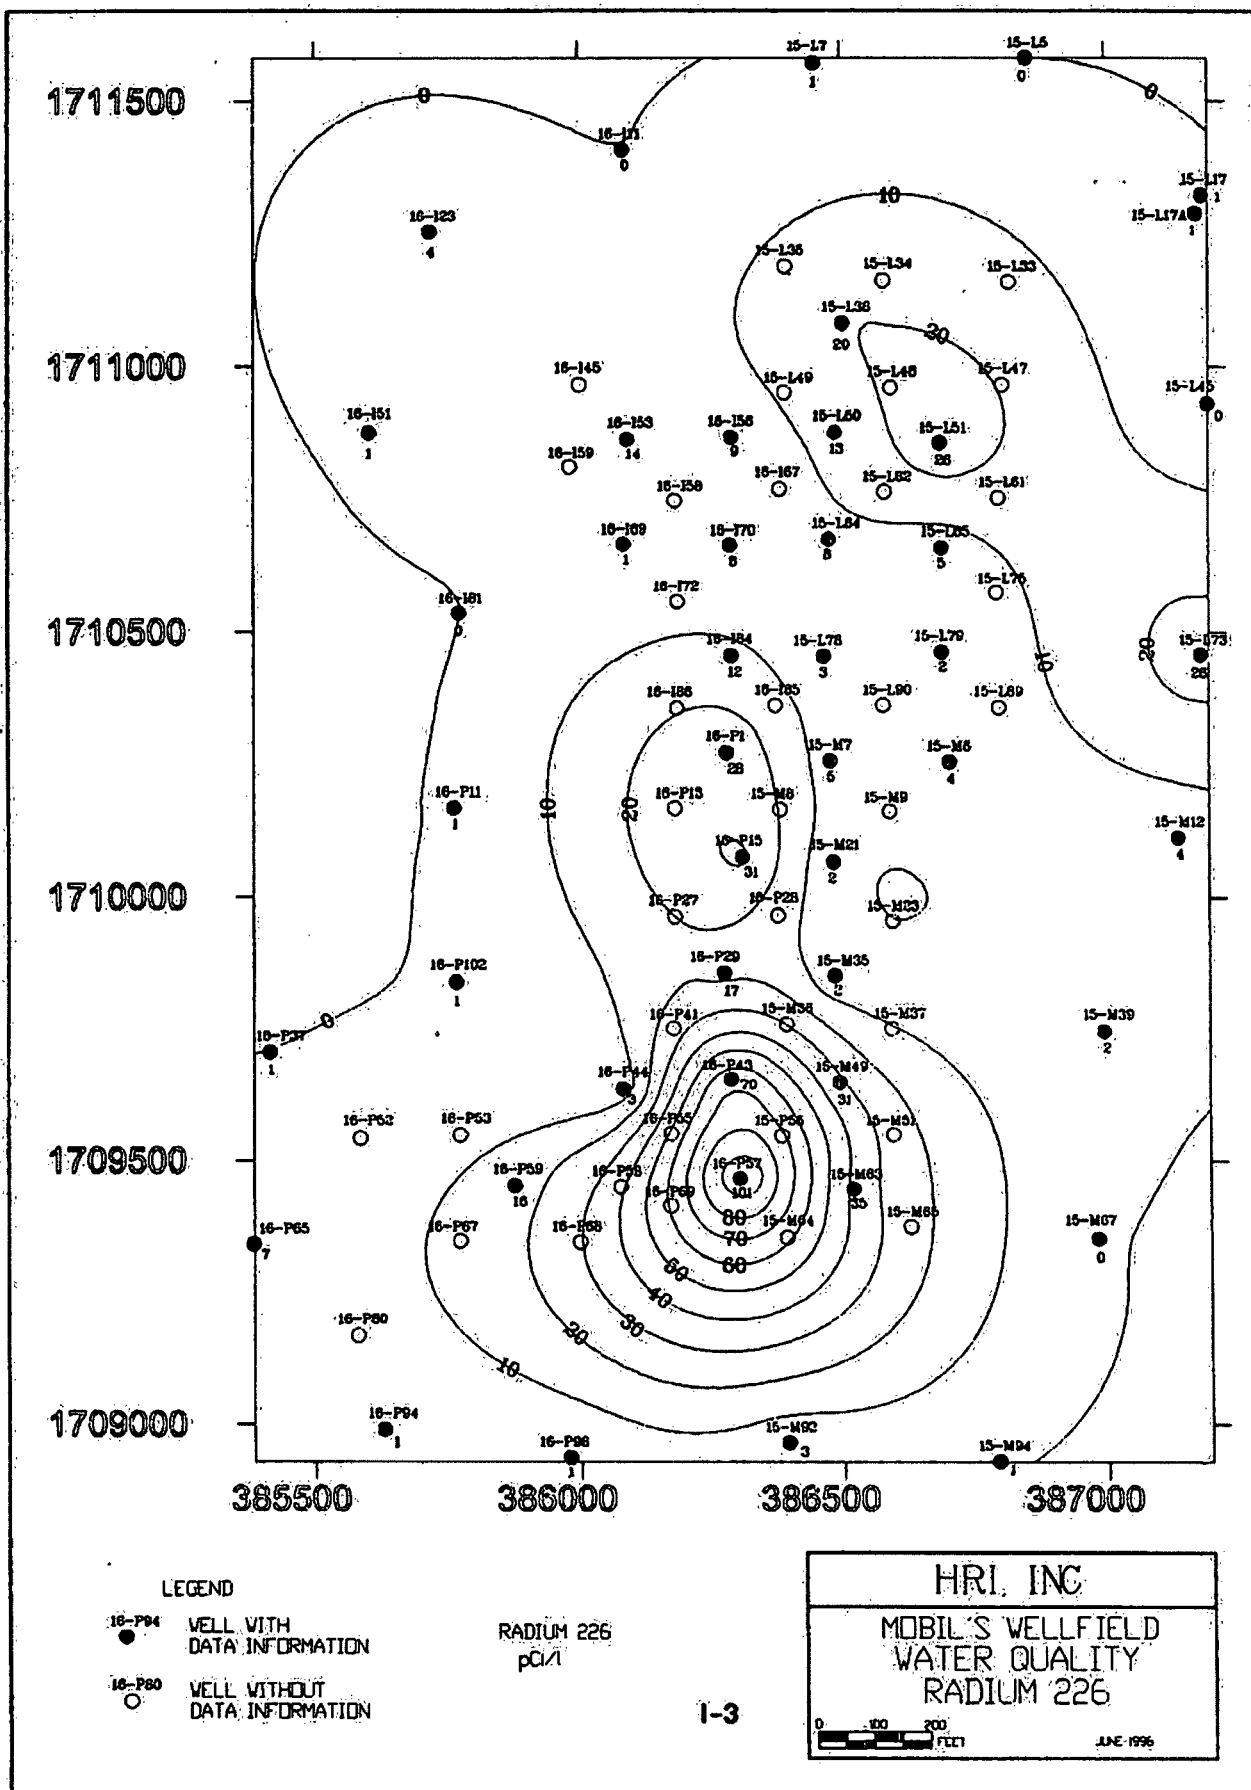 15-L7
1
15-L5
0
1711500
0
0
16-I11
0
15-L17
1
15-L17A
1
16-I23
4
10
15-L35
15-L34
15-L33
15-L38
20
20
1711000
16-I45
15-L49
15-L48
15-L47
15-L45
0
16-I51
1
16-I53
14
16-I56
9
15-L50
13
15-L51
26
16-I59
16-I58
16-I67
15-L62
15-L61
16-I69
1
16-I70
8
15-L64
15-L65
5
16-I72
15-L75
1710500
16-I81
0
16-I84
12
15-L78
3
15-L79
2
10
20
15-L73
16-I86
16-I85
15-L90
15-L89
16-P1
28
15-M7
15-M6
4
16-P11
1
10
20
16-P13
15-M8
15-M9
15-M12
4
16-P15
31
15-M21
2
1710000
16-P27
16-P28
15-M23
16-P102
1
16-P29
17
15-M35
2
0
16-P37
1
16-P41
15-M36
15-M37
15-M39
2
16-P44
3
16-P43
70
15-M49
31
16-P52
16-P53
16-P55
15-P56
15-M51
1709500
16-P59
16
16-P58
16-P57
101
15-M63
35
16-P69
16-P65
7
16-P67
16-P68
80
70
60
50
40
30
20
10
15-M64
15-M65
15-M67
0
16-P80
1709000
16-P94
1
16-P96
1
15-M92
3
15-M94
1
385500
386000
386500
387000
LEGEND
16-P94
WELL WITH
DATA INFORMATION
16-P80
WELL WITHOUT
DATA INFORMATION
RADIUM 226
pCi/l
I-3
HRI, INC
MOBIL'S WELLFIELD
WATER QUALITY
RADIUM 226
0 100 200
FEET
JUNE 1996